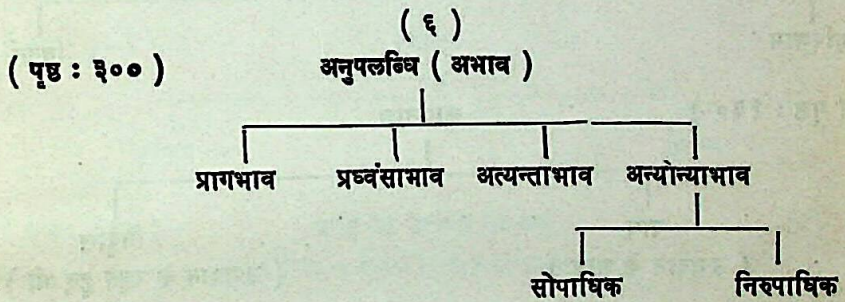 ( ६ )
( पृष्ठ : ३०० ) अनुपलब्धि ( अभाव )
प्रागभाव प्रध्वंसाभाव अत्यन्ताभाव अन्योन्याभाव
सोपाधिक निरुपाधिक